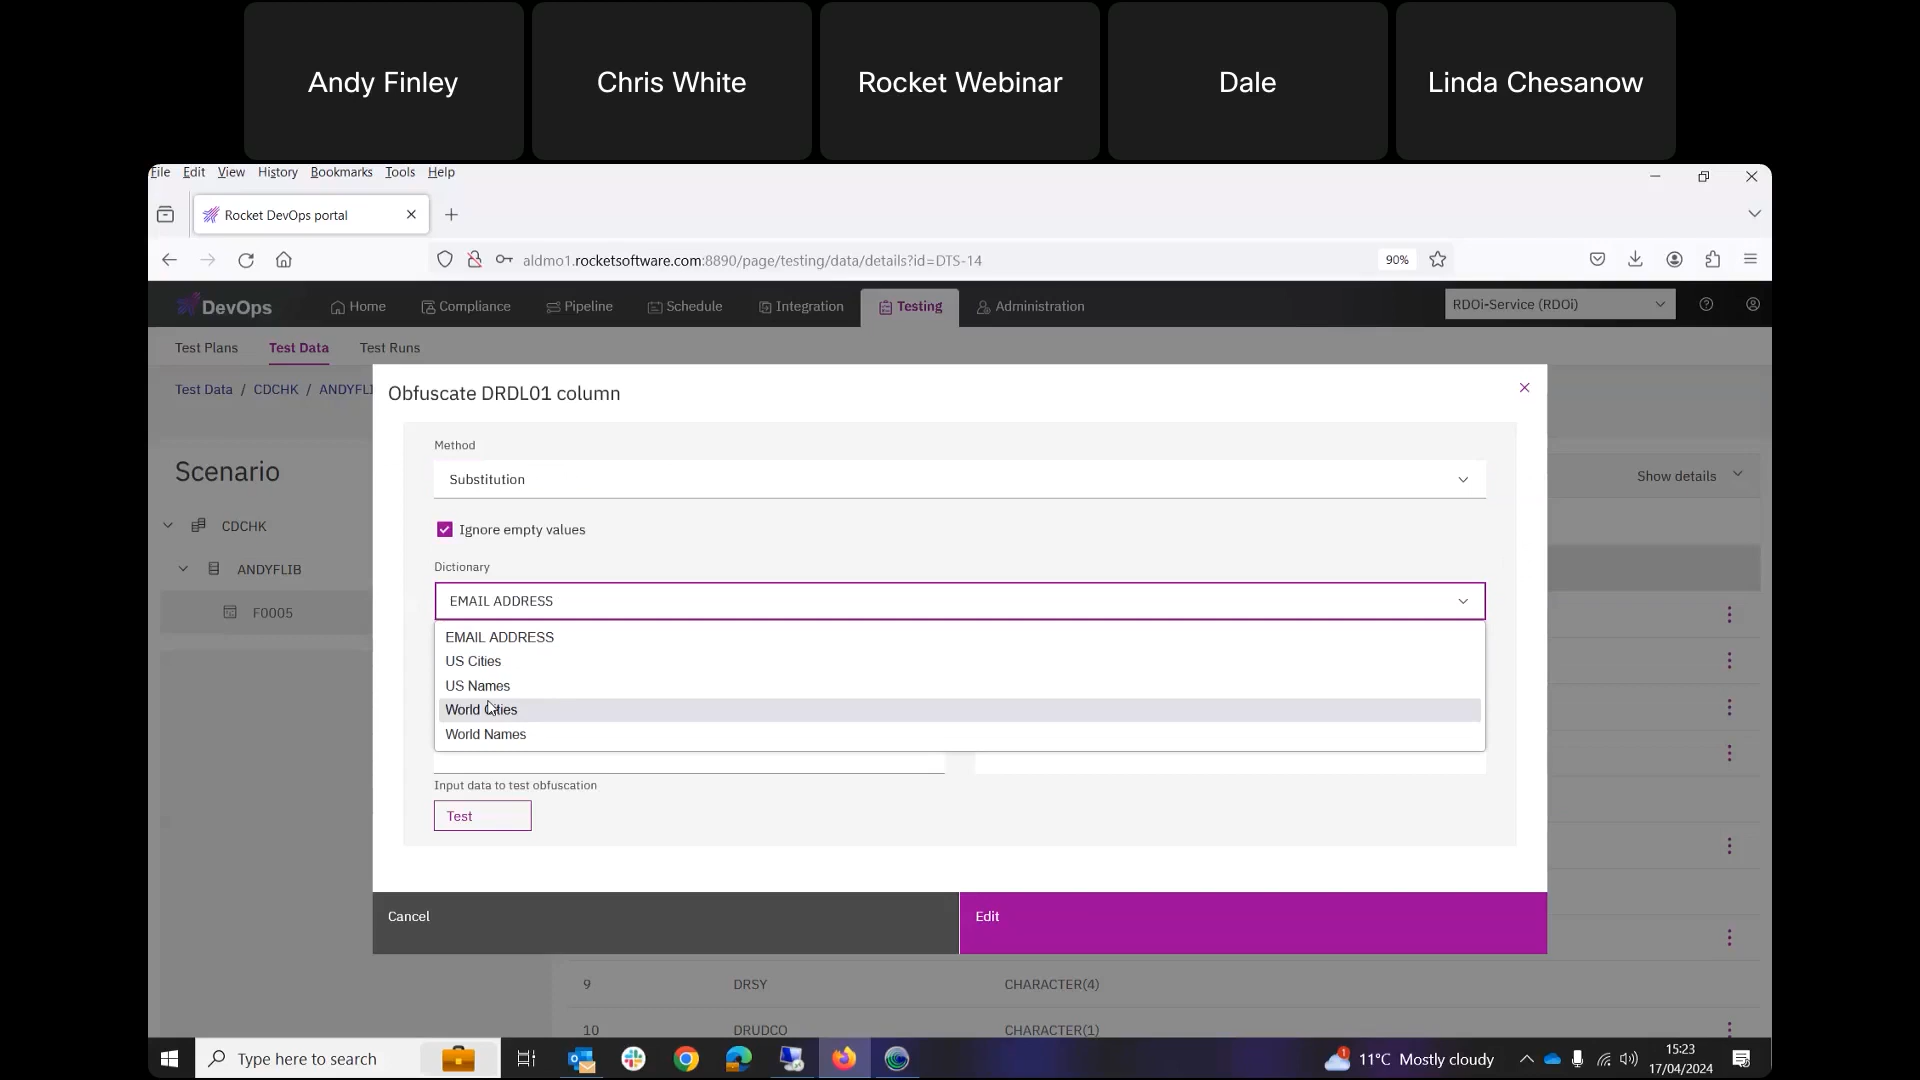 Andy Finley
Chris White
Rocket Webinar
Dale
Linda Chesanow
File Edit View History Bookmarks Tools Help
Rocket DevOps portal
aldmo1.rocketsoftware.com:8890/page/testing/data/details?id=DTS-14
90%
DevOps Home Compliance Pipeline Schedule Integration Testing Administration RDOi-Service (RDOi)
Test Plans Test Data Test Runs
Test Data / CDCHK / ANDYFLI
Obfuscate DRDL01 column
Method
Substitution
Ignore empty values
Dictionary
EMAIL ADDRESS
EMAIL ADDRESS
US Cities
US Names
World Cities
World Names
Input data to test obfuscation
Test
Cancel
Edit
Scenario
Show details
CDCHK
ANDYFLIB
F0005
9 DRSY CHARACTER(4)
10 DRUDCO CHARACTER(1)
Type here to search
11°C Mostly cloudy
15:23
17/04/2024